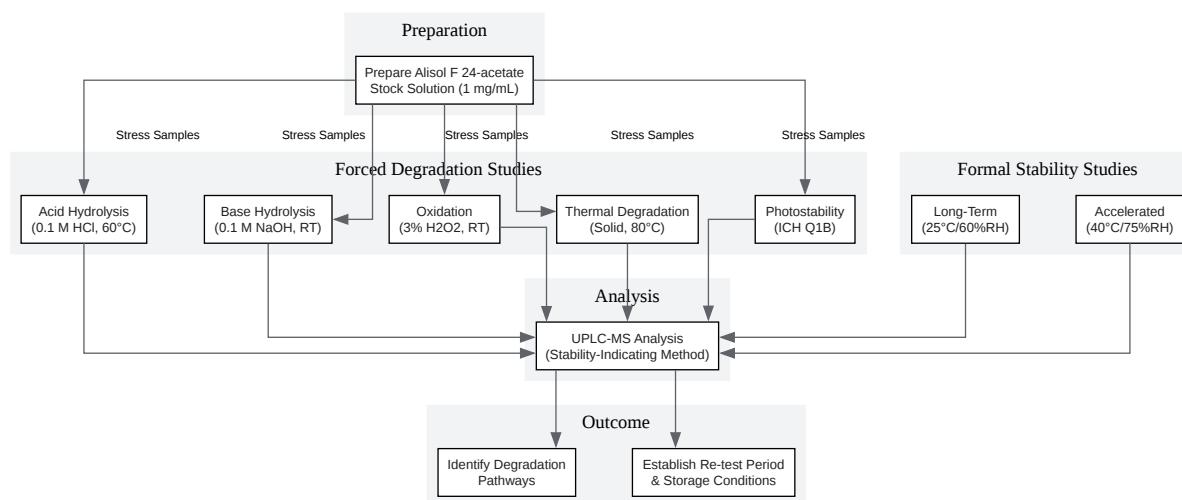 Preparation
Prepare Alisol F 24-acetate
Stock Solution (1 mg/mL)
Stress Samples
Stress Samples
Stress Samples
Stress Samples
Stress Samples
Forced Degradation Studies
Formal Stability Studies
Acid Hydrolysis
(0.1 M HCl, 60°C)
Base Hydrolysis
(0.1 M NaOH, RT)
Oxidation
(3% H2O2, RT)
Thermal Degradation
(Solid, 80°C)
Photostability
(ICH Q1B)
Long-Term
(25°C/60%RH)
Accelerated
(40°C/75%RH)
Analysis
UPLC-MS Analysis
(Stability-Indicating Method)
Outcome
Identify Degradation
Pathways
Establish Re-test Period
& Storage Conditions